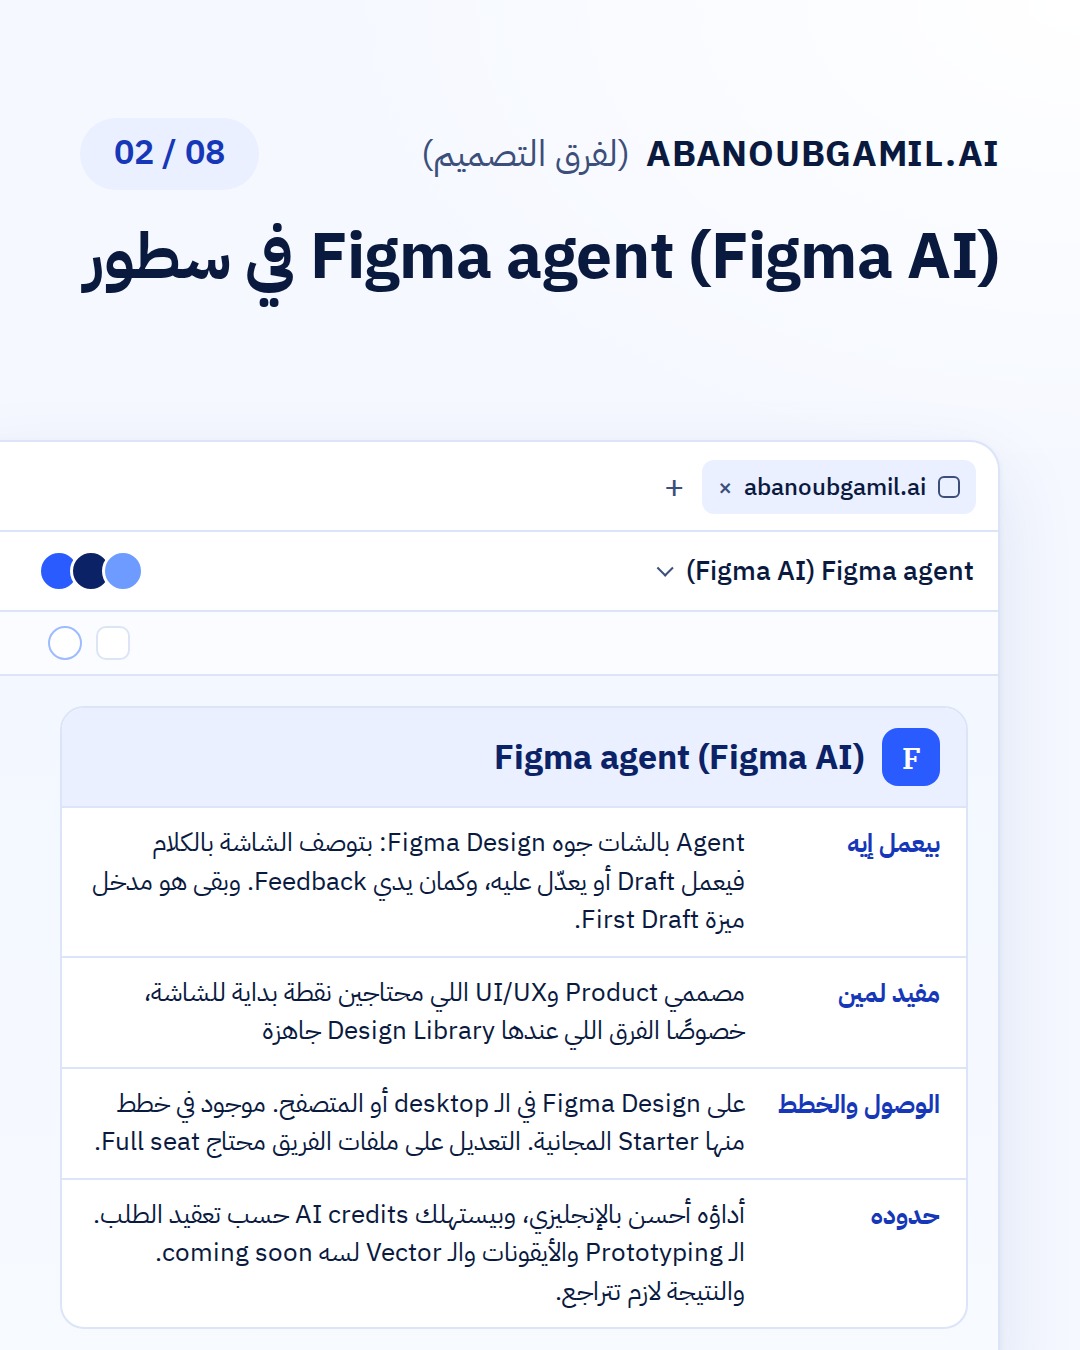 ABANOUBGAMIL.AI (لفرق التصميم)
02 / 08
Figma agent (Figma AI) في سطور
abanoubgamil.ai × +
(Figma AI) Figma agent
F
Figma agent (Figma AI)
بيعمل إيه
Agent بالشات جوه Figma Design: بتوصف الشاشة بالكلام
فيعمل Draft أو يعدّل عليه، وكمان يدي Feedback. وبقى هو مدخل
ميزة First Draft.
مفيد لمين
مصممي Product وUI/UX اللي محتاجين نقطة بداية للشاشة،
خصوصًا الفرق اللي عندها Design Library جاهزة
الوصول والخطط
على Figma Design في الـ desktop أو المتصفح. موجود في خطط
منها Starter المجانية. التعديل على ملفات الفريق محتاج Full seat.
حدوده
أداؤه أحسن بالإنجليزي، وبيستهلك AI credits حسب تعقيد الطلب.
الـ Prototyping والأيقونات والـ Vector لسه coming soon.
والنتيجة لازم تتراجع.